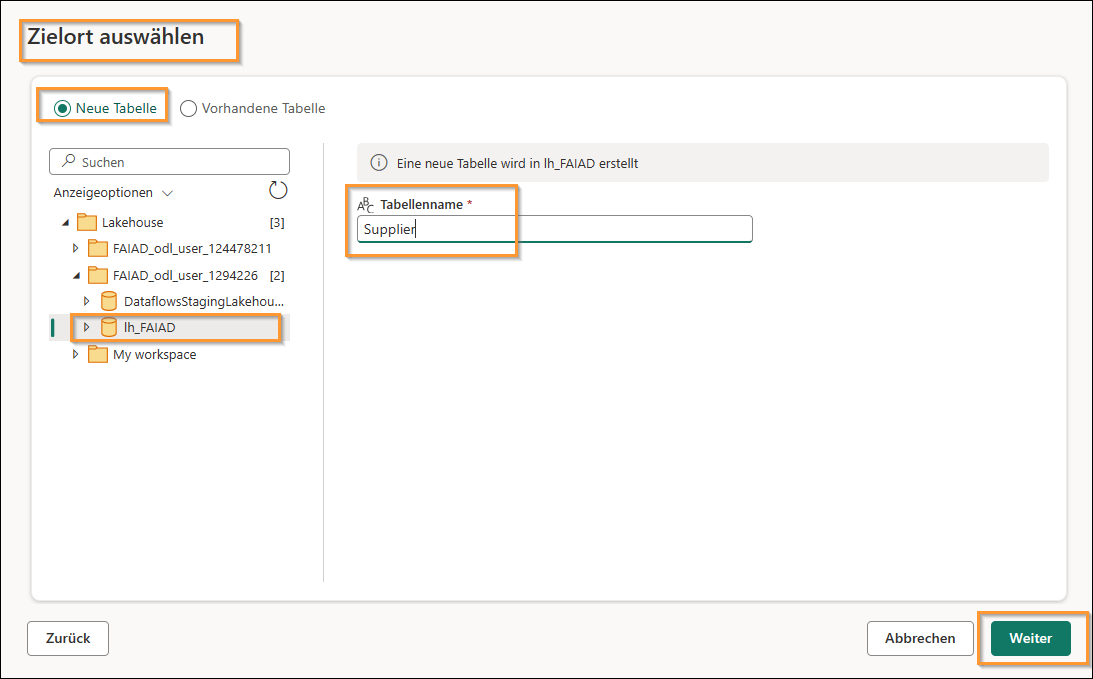 Zielort auswählen
Neue Tabelle
Vorhandene Tabelle
Suchen
Anzeigeoptionen
Lakehouse [3]
FAIAD_odl_user_124478211
FAIAD_odl_user_1294226 [2]
DataflowsStagingLakehou...
lh_FAIAD
My workspace
Eine neue Tabelle wird in lh_FAIAD erstellt
ABC Tabellenname *
Supplier
Zurück
Abbrechen
Weiter